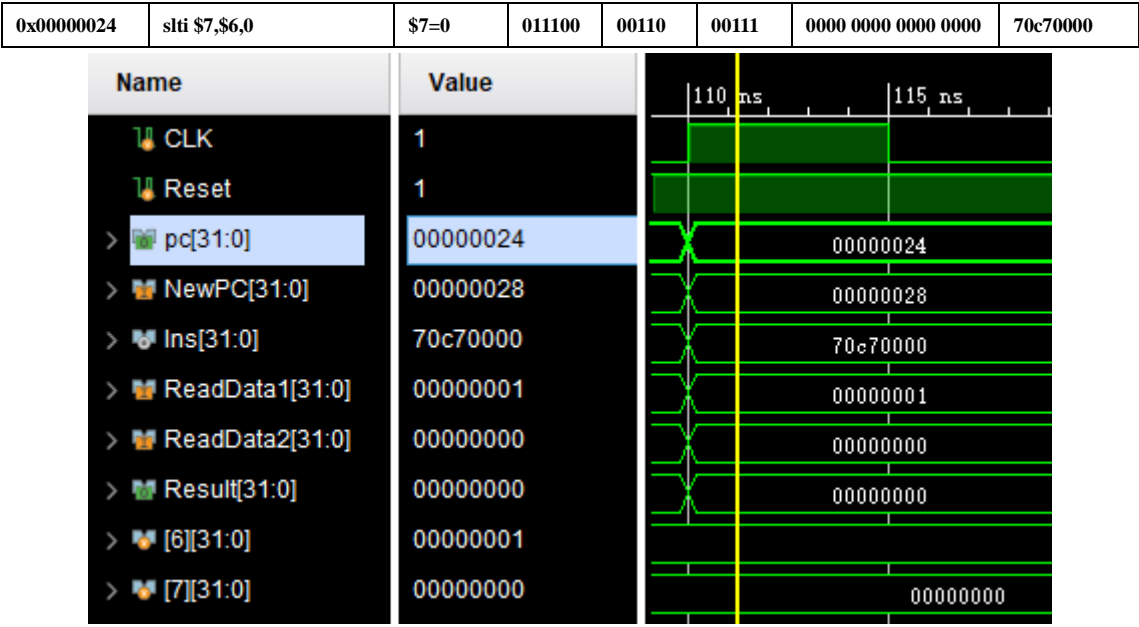 0x00000024 slti $7,$6,0 $7=0 011100 00110 00111 0000 0000 0000 0000 70c70000
Name Value 110 ns 115 ns
CLK 1
Reset 1
pc[31:0] 00000024 00000024
NewPC[31:0] 00000028 00000028
Ins[31:0] 70c70000 70c70000
ReadData1[31:0] 00000001 00000001
ReadData2[31:0] 00000000 00000000
Result[31:0] 00000000 00000000
[6][31:0] 00000001
[7][31:0] 00000000 00000000